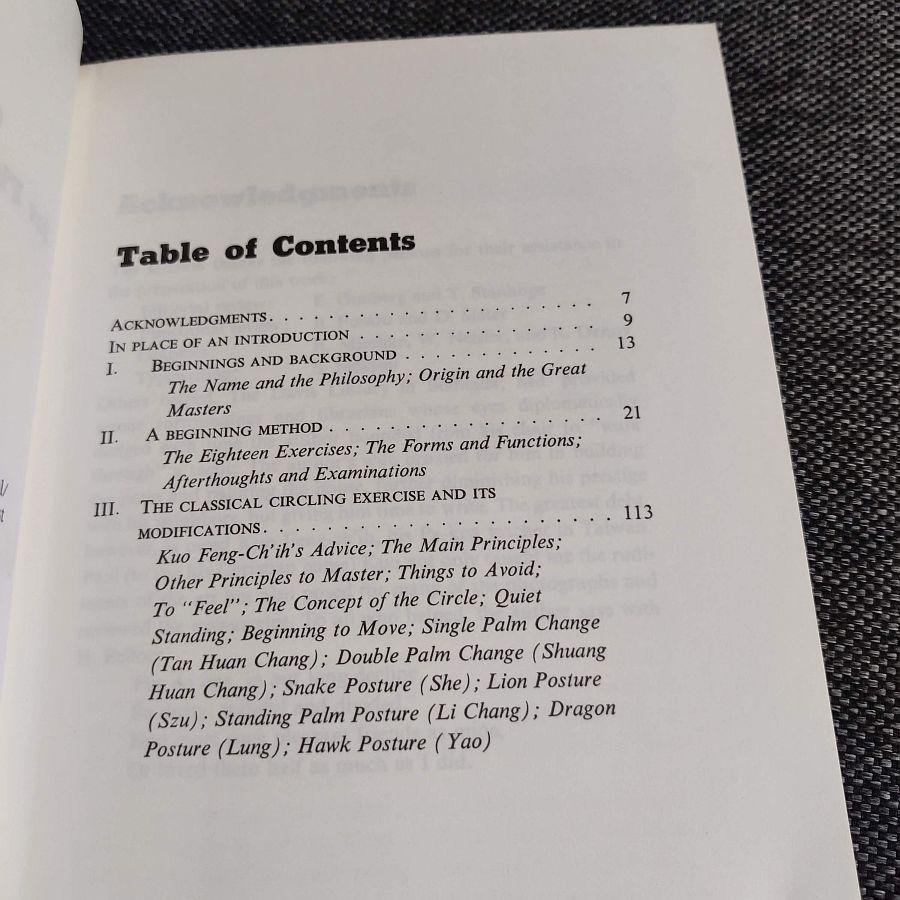 Table of Contents
ACKNOWLEDGMENTS. . . . . . . . . . . . . . . . . . 7
IN PLACE OF AN INTRODUCTION . . . . . . . . . . . . . 9
I. BEGINNINGS AND BACKGROUND . . . . . . . . . . . . 13
The Name and the Philosophy; Origin and the Great
Masters
II. A BEGINNING METHOD . . . . . . . . . . . . . . . 21
The Eighteen Exercises; The Forms and Functions;
Afterthoughts and Examinations
III. THE CLASSICAL CIRCLING EXERCISE AND ITS
MODIFICATIONS. . . . . . . . . . . . . . . . . . . 113
Kuo Feng-Ch'ih's Advice; The Main Principles;
Other Principles to Master; Things to Avoid;
To "Feel"; The Concept of the Circle; Quiet
Standing; Beginning to Move; Single Palm Change
(Tan Huan Chang); Double Palm Change (Shuang
Huan Chang); Snake Posture (She); Lion Posture
(Szu); Standing Palm Posture (Li Chang); Dragon
Posture (Lung); Hawk Posture (Yao)